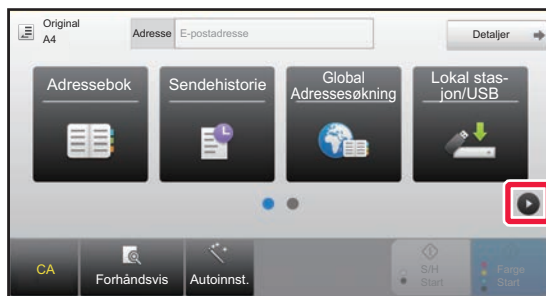 Original
A4
Adresse
E-postadresse
Detaljer
Adressebok
Sendehistorie
Global
Adressesøkning
Lokal stas-
jon/USB
CA
Forhåndsvis
Autoinnst.
S/H
Start
Farge
Start